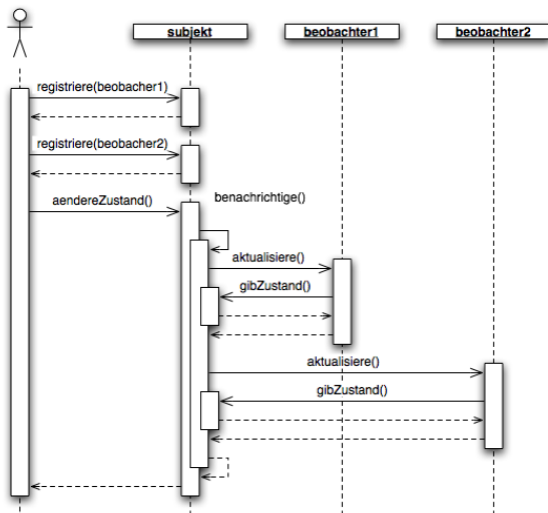 subjekt
beobachter1
beobachter2
registriere(beobacher1)
registriere(beobacher2)
aendereZustand()
benachrichtige()
aktualisiere()
gibZustand()
aktualisiere()
gibZustand()